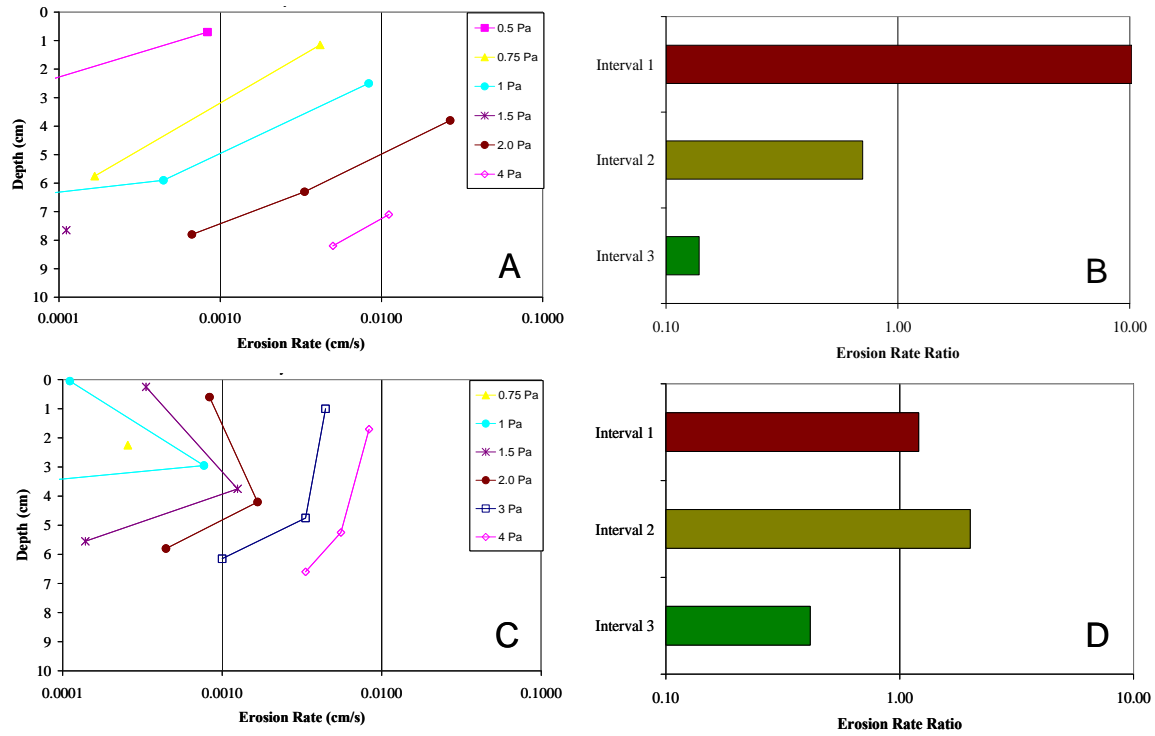 0
1
2
3
4
5
6
7
8
9
10
Depth (cm)
0.0001
0.0010
0.0100
0.1000
Erosion Rate (cm/s)
0.5 Pa
0.75 Pa
1 Pa
1.5 Pa
2.0 Pa
4 Pa
A
Interval 1
Interval 2
Interval 3
0.10
1.00
10.00
Erosion Rate Ratio
B
0
1
2
3
4
5
6
7
8
9
10
Depth (cm)
0.0001
0.0010
0.0100
0.1000
Erosion Rate (cm/s)
0.75 Pa
1 Pa
1.5 Pa
2.0 Pa
3 Pa
4 Pa
C
Interval 1
Interval 2
Interval 3
0.10
1.00
10.00
Erosion Rate Ratio
D